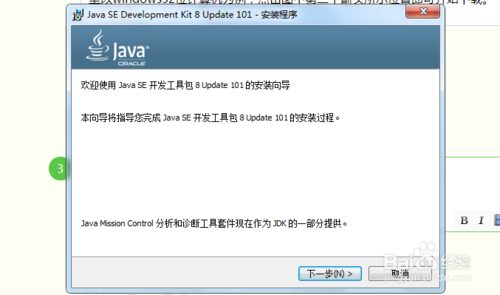 Java SE Development Kit 8 Update 101 - 安装程序
Java
ORACLE
欢迎使用 Java SE 开发工具包 8 Update 101 的安装向导
本向导将指导您完成 Java SE 开发工具包 8 Update 101 的安装过程。
3
B I
Java Mission Control 分析和诊断工具套件现在作为 JDK 的一部分提供。
下一步(N) >
取消
Baidu 经验